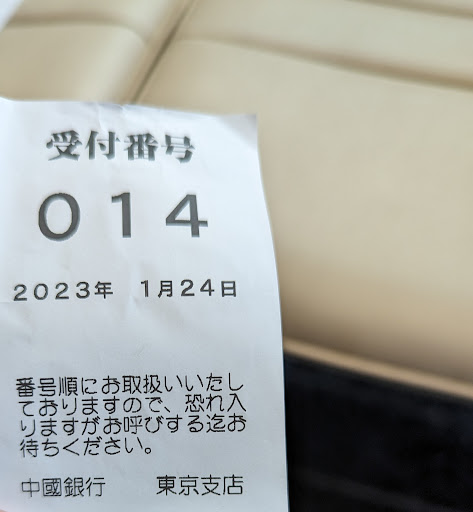 受付番号
014
2023年 1月24日
番号順にお取扱いいたし
ておりますので、恐れ入
りますがお呼びする迄お
待ちください。
中國銀行 東京支店